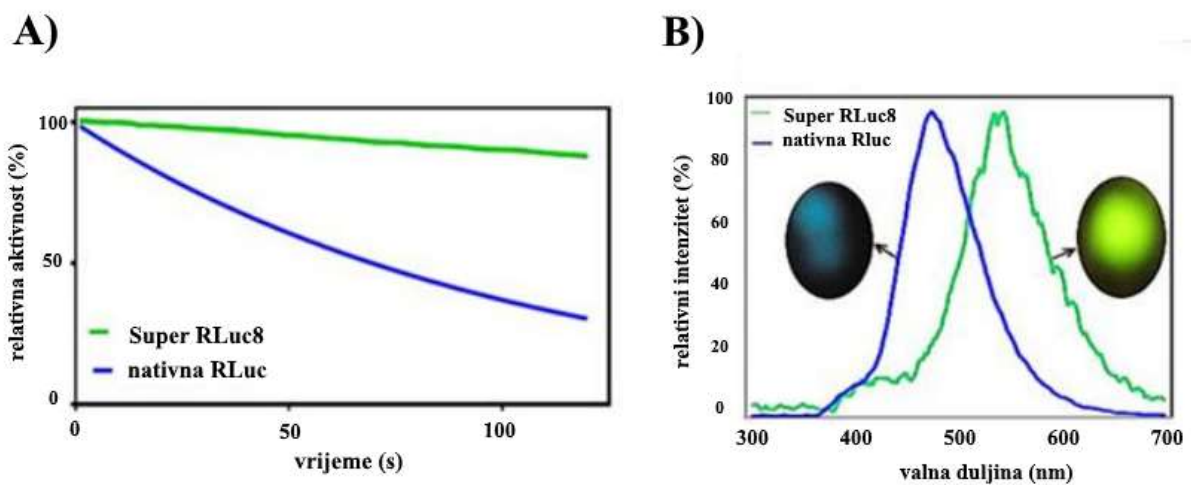 A)
relativna aktivnost (%)
100
50
0
Super RLuc8
nativna RLuc
0
50
100
vrijeme (s)
B)
relativni intenzitet (%)
100
80
60
40
20
0
Super RLuc8
nativna Rluc
300
400
500
600
700
valna duljina (nm)